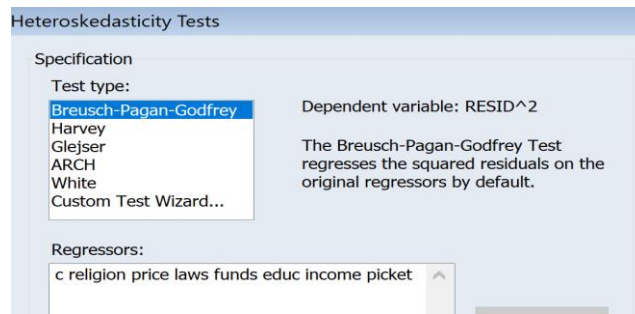 Heteroskedasticity Tests
Specification
Test type:
Breusch-Pagan-Godfrey
Harvey
Glejser
ARCH
White
Custom Test Wizard...
Dependent variable: RESID^2
The Breusch-Pagan-Godfrey Test
regresses the squared residuals on the
original regressors by default.
Regressors:
c religion price laws funds educ income picket